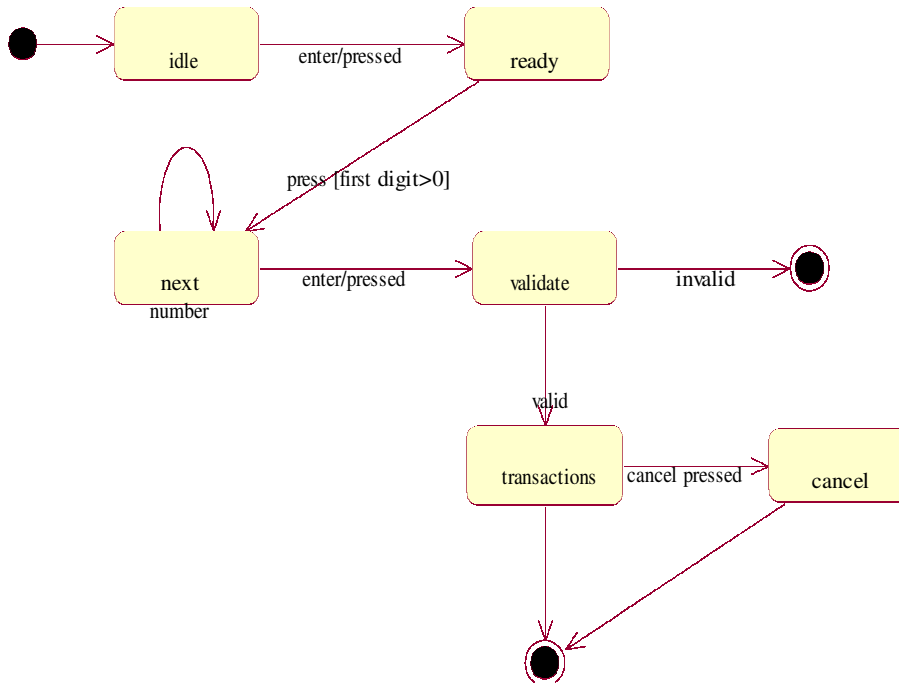 idle
enter/pressed
ready
press [first digit>0]
next
number
enter/pressed
validate
invalid
valid
transactions
cancel pressed
cancel